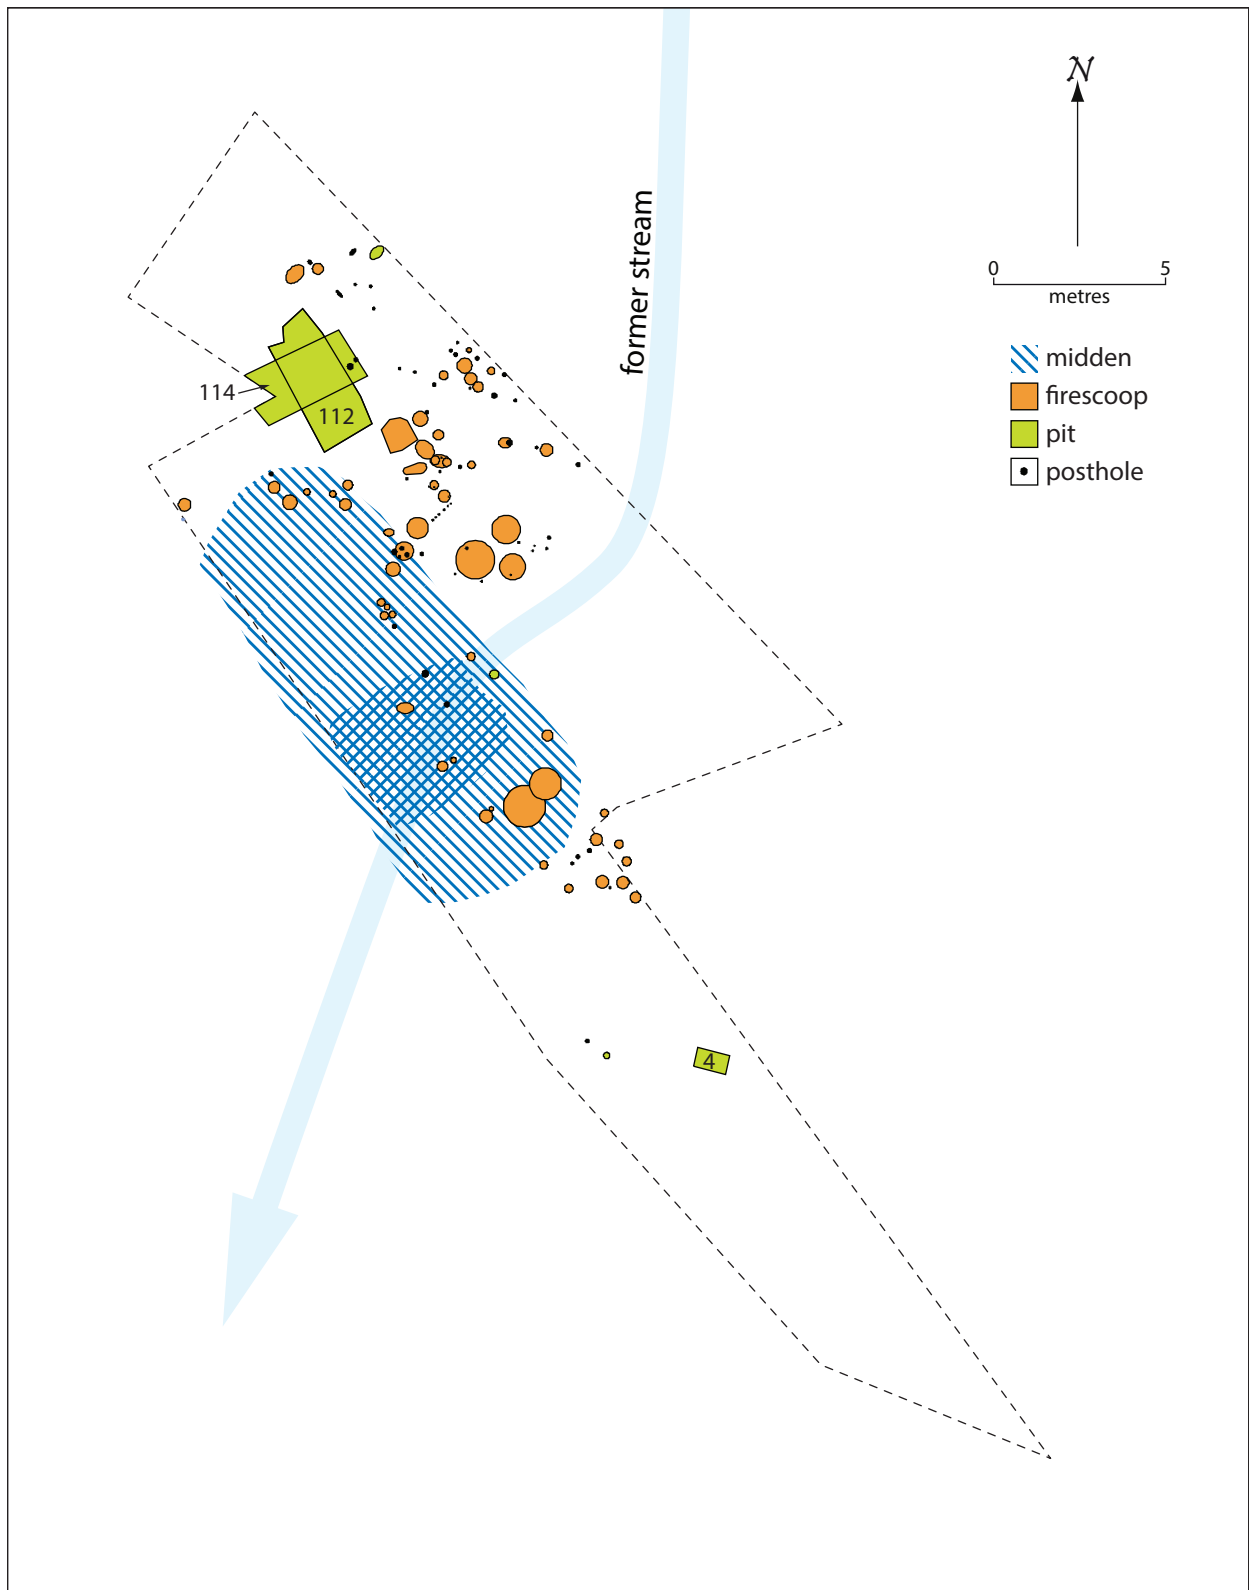 N
former stream
0 5
metres
midden
firescoop
pit
posthole
114
112
4